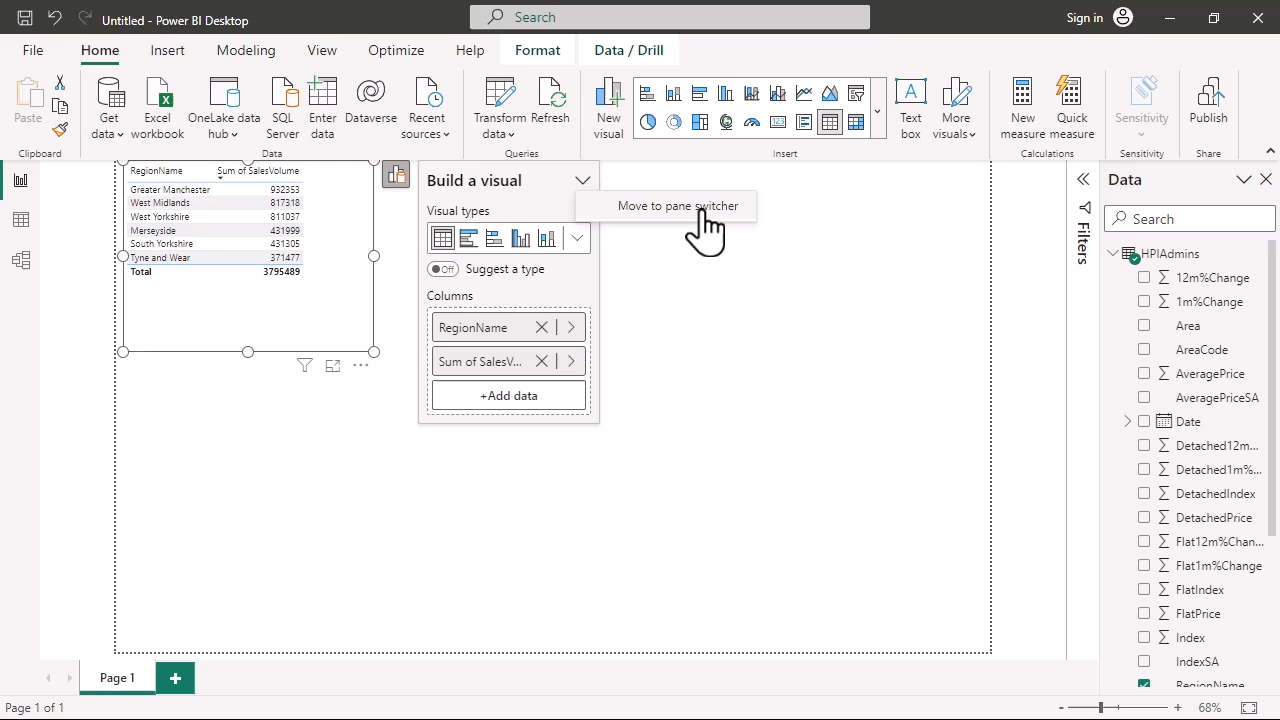 Untitled - Power BI Desktop
Search
Sign in
File
Home
Insert
Modeling
View
Optimize
Help
Format
Data / Drill
Paste
Get data
Excel workbook
OneLake data hub
SQL Server
Enter data
Dataverse
Recent sources
Transform data
Refresh
New visual
Text box
More visuals
New measure
Quick measure
Sensitivity
Publish
Clipboard
Data
Queries
Insert
Calculations
Sensitivity
Share
RegionName Sum of SalesVolume
Greater Manchester 932353
West Midlands 817318
West Yorkshire 811037
Merseyside 431999
South Yorkshire 431305
Tyne and Wear 371477
Total 3795489
Build a visual
Move to pane switcher
Visual types
Off Suggest a type
Columns
RegionName
Sum of SalesV...
+Add data
Filters
Data
Search
HPIAdmins
12m%Change
1m%Change
Area
AreaCode
AveragePrice
AveragePriceSA
Date
Detached12m...
Detached1m%...
DetachedIndex
DetachedPrice
Flat12m%Chan...
Flat1m%Change
FlatIndex
FlatPrice
Index
IndexSA
RegionName
Page 1
Page 1 of 1
68%